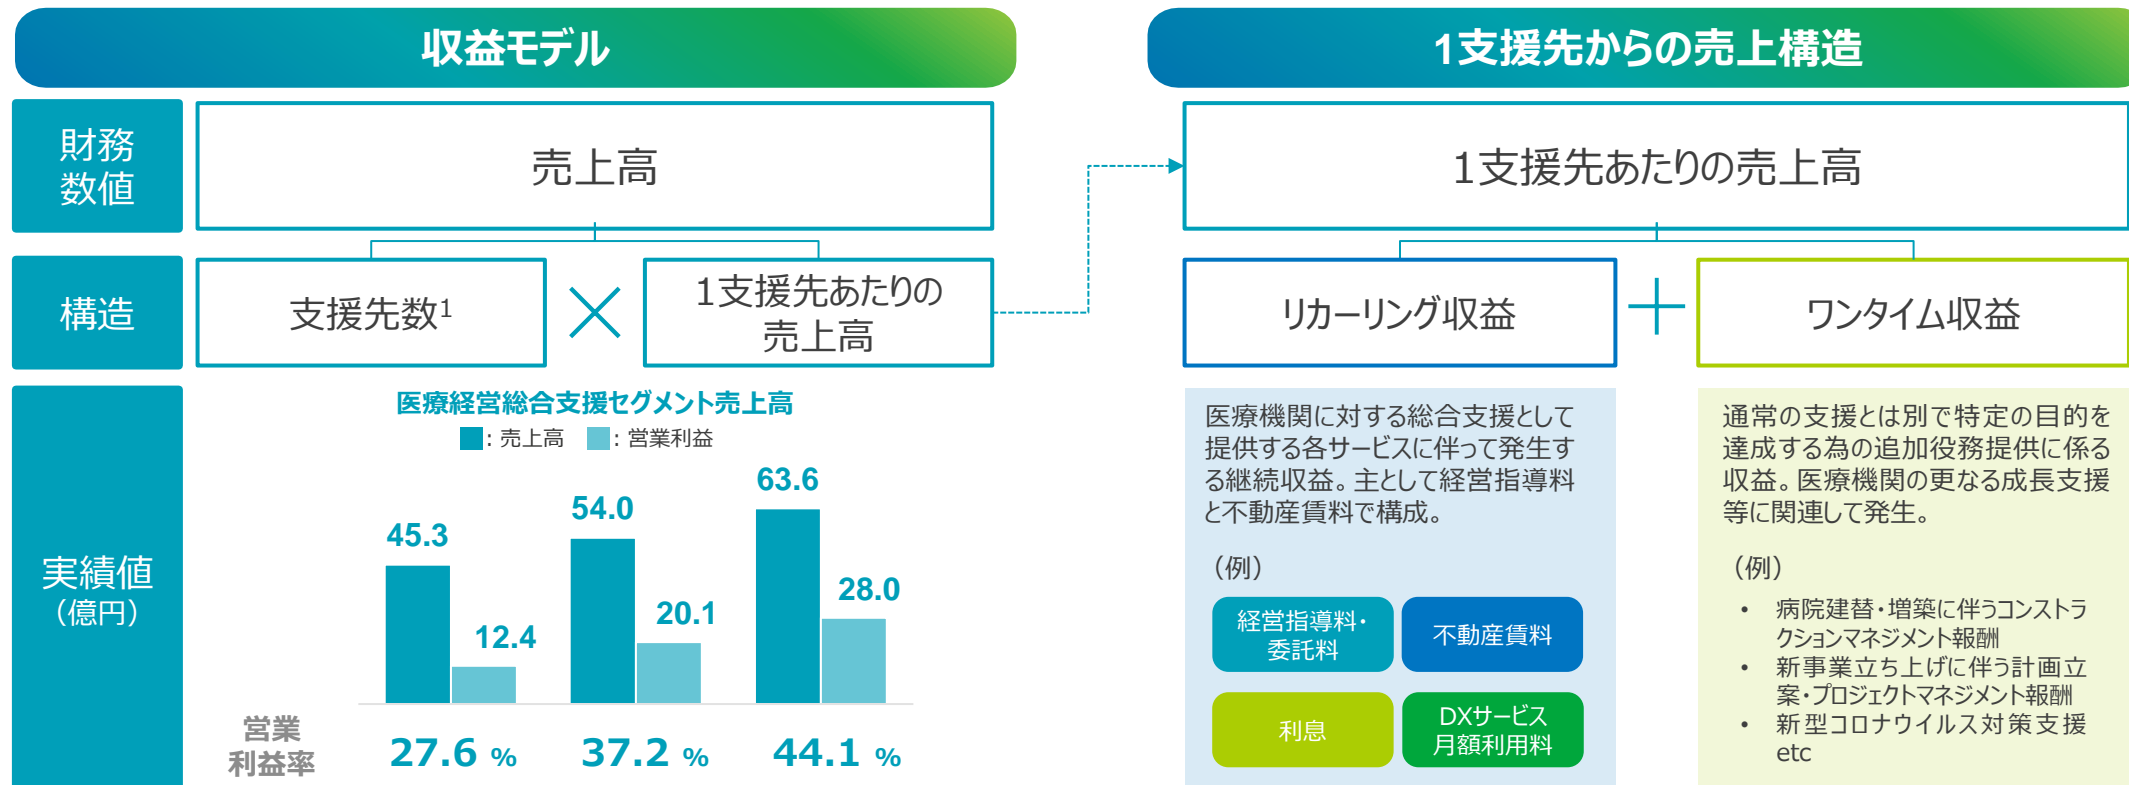 収益モデル
財務
数値
売上高
構造
支援先数1
1支援先あたりの
売上高
実績値
（億円）
医療経営総合支援セグメント売上高
：売上高
：営業利益
45.3
12.4
54.0
20.1
63.6
28.0
営業
利益率
27.6 %
37.2 %
44.1 %
1支援先からの売上構造
1支援先あたりの売上高
リカーリング収益
ワンタイム収益
医療機関に対する総合支援として
提供する各サービスに伴って発生す
る継続収益。主として経営指導料
と不動産賃料で構成。
（例）
経営指導料・
委託料
不動産賃料
利息
DXサービス
月額利用料
通常の支援とは別で特定の目的を
達成する為の追加役務提供に係る
収益。医療機関の更なる成長支援
等に関連して発生。
（例）
• 病院建替・増築に伴うコンストラ
クションマネジメント報酬
• 新事業立ち上げに伴う計画立
案・プロジェクトマネジメント報酬
• 新型コロナウイルス対策支援
etc